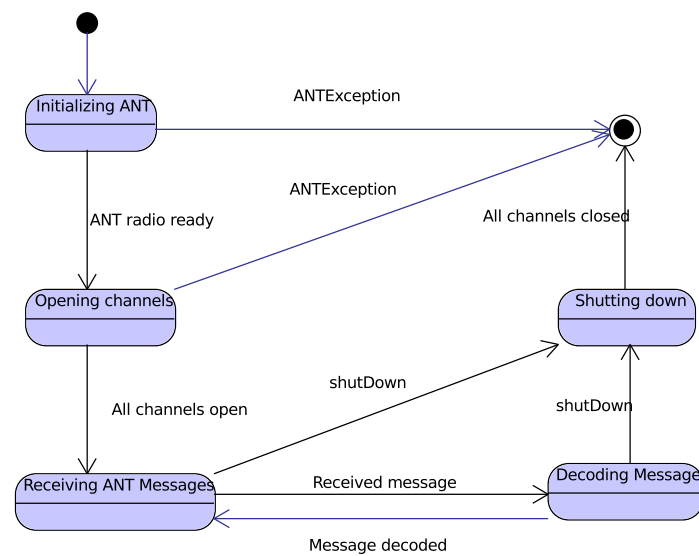 ANTException
Initializing ANT
ANTException
ANT radio ready
All channels closed
Opening channels
Shutting down
shutDown
All channels open
shutDown
Receiving ANT Messages
Received message
Decoding Message
Message decoded